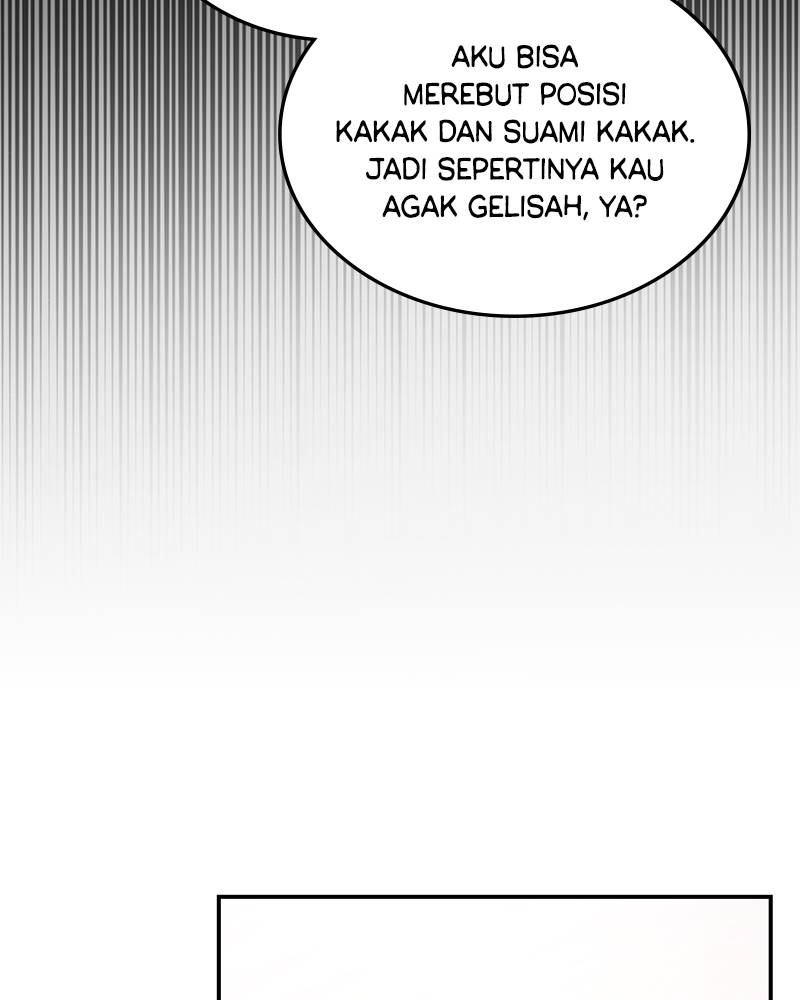 AKU BISA
MEREBUT POSISI
KAKAK DAN SUAMI KAKAK.
JADI SEPERTINYA KAU
AGAK GELISAH, YA?